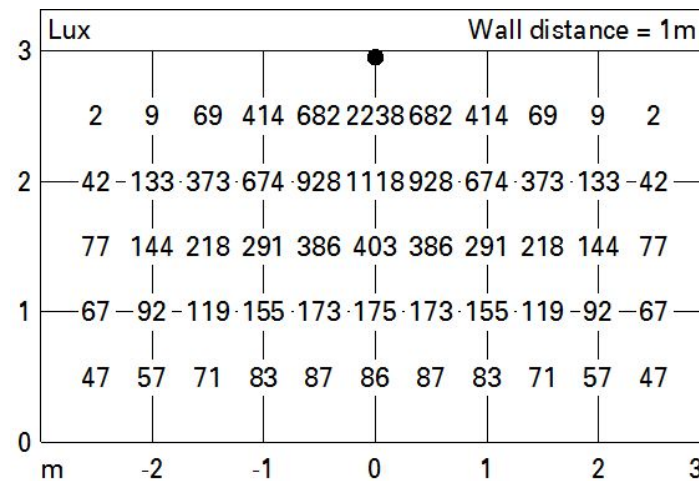 Lux Wall distance = 1m
3
2 9 69 414 682 2238 682 414 69 9 2
2 42 133 373 674 928 1118 928 674 373 133 42
77 144 218 291 386 403 386 291 218 144 77
1 67 92 119 155 173 175 173 155 119 92 67
47 57 71 83 87 86 87 83 71 57 47
0
m -2 -1 0 1 2 3